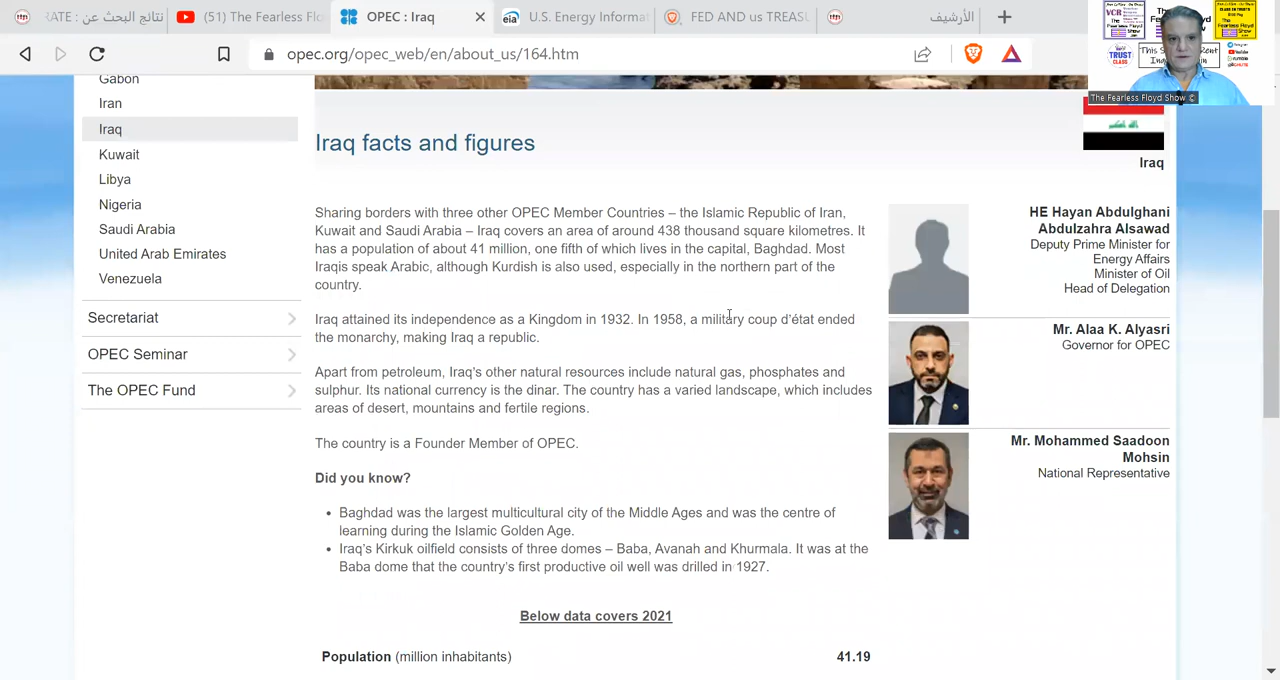 نتائج البحث عن : RATE
(51) The Fearless Flo
OPEC : Iraq
eia
U.S. Energy Informat
FED AND us TREASU
الأرشيف
opec.org/opec_web/en/about_us/164.htm
VCR
TRUST
CLASS
The Fearless Floyd Show ©
Gabon
Iran
Iraq
Kuwait
Libya
Nigeria
Saudi Arabia
United Arab Emirates
Venezuela
Secretariat
OPEC Seminar
The OPEC Fund
Iraq facts and figures
Sharing borders with three other OPEC Member Countries – the Islamic Republic of Iran,
Kuwait and Saudi Arabia – Iraq covers an area of around 438 thousand square kilometres. It
has a population of about 41 million, one fifth of which lives in the capital, Baghdad. Most
Iraqis speak Arabic, although Kurdish is also used, especially in the northern part of the
country.
Iraq attained its independence as a Kingdom in 1932. In 1958, a military coup d'état ended
the monarchy, making Iraq a republic.
Apart from petroleum, Iraq's other natural resources include natural gas, phosphates and
sulphur. Its national currency is the dinar. The country has a varied landscape, which includes
areas of desert, mountains and fertile regions.
The country is a Founder Member of OPEC.
Did you know?
• Baghdad was the largest multicultural city of the Middle Ages and was the centre of
learning during the Islamic Golden Age.
• Iraq's Kirkuk oilfield consists of three domes – Baba, Avanah and Khurmala. It was at the
Baba dome that the country's first productive oil well was drilled in 1927.
Below data covers 2021
Population (million inhabitants) 41.19
Iraq
HE Hayan Abdulghani
Abdulzahra Alsawad
Deputy Prime Minister for
Energy Affairs
Minister of Oil
Head of Delegation
Mr. Alaa K. Alyasri
Governor for OPEC
Mr. Mohammed Saadoon
Mohsin
National Representative